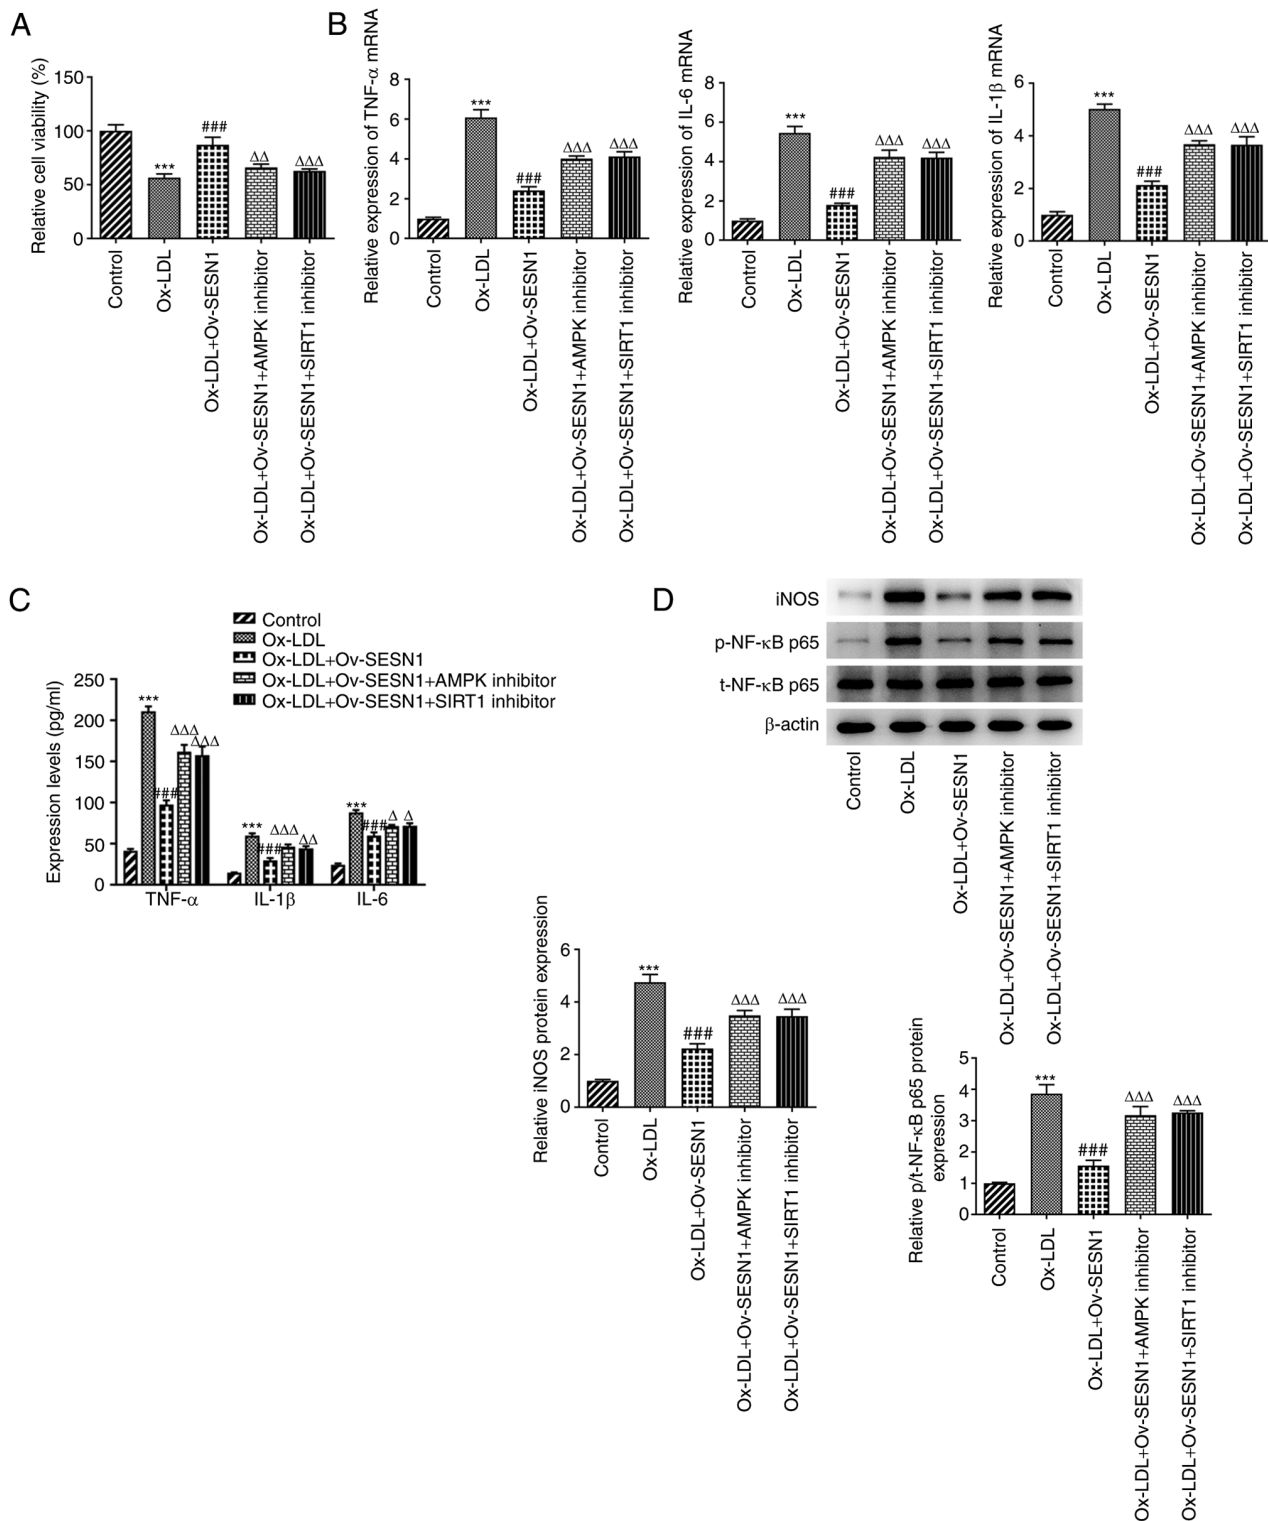 A
Relative cell viability (%)
150
100
50
0
***
###
ΔΔ
ΔΔΔ
Control
Ox-LDL
Ox-LDL+Ov-SESN1
Ox-LDL+Ov-SESN1+AMPK inhibitor
Ox-LDL+Ov-SESN1+SIRT1 inhibitor
B
Relative expression of TNF-α mRNA
8
6
4
2
0
***
###
ΔΔΔ
ΔΔΔ
Control
Ox-LDL
Ox-LDL+Ov-SESN1
Ox-LDL+Ov-SESN1+AMPK inhibitor
Ox-LDL+Ov-SESN1+SIRT1 inhibitor
Relative expression of IL-6 mRNA
8
6
4
2
0
***
###
ΔΔΔ
ΔΔΔ
Control
Ox-LDL
Ox-LDL+Ov-SESN1
Ox-LDL+Ov-SESN1+AMPK inhibitor
Ox-LDL+Ov-SESN1+SIRT1 inhibitor
Relative expression of IL-1β mRNA
6
4
2
0
***
###
ΔΔΔ
ΔΔΔ
Control
Ox-LDL
Ox-LDL+Ov-SESN1
Ox-LDL+Ov-SESN1+AMPK inhibitor
Ox-LDL+Ov-SESN1+SIRT1 inhibitor
C
Control
Ox-LDL
Ox-LDL+Ov-SESN1
Ox-LDL+Ov-SESN1+AMPK inhibitor
Ox-LDL+Ov-SESN1+SIRT1 inhibitor
Expression levels (pg/ml)
250
200
150
100
50
0
***
###
ΔΔΔ
ΔΔΔ
***
###
ΔΔΔ
ΔΔ
***
###
Δ
Δ
TNF-α
IL-1β
IL-6
D
iNOS
p-NF-κB p65
t-NF-κB p65
β-actin
Control
Ox-LDL
Ox-LDL+Ov-SESN1
Ox-LDL+Ov-SESN1+AMPK inhibitor
Ox-LDL+Ov-SESN1+SIRT1 inhibitor
Relative iNOS protein expression
6
4
2
0
***
###
ΔΔΔ
ΔΔΔ
Control
Ox-LDL
Ox-LDL+Ov-SESN1
Ox-LDL+Ov-SESN1+AMPK inhibitor
Ox-LDL+Ov-SESN1+SIRT1 inhibitor
Relative p/t-NF-κB p65 protein
expression
5
4
3
2
1
0
***
###
ΔΔΔ
ΔΔΔ
Control
Ox-LDL
Ox-LDL+Ov-SESN1
Ox-LDL+Ov-SESN1+AMPK inhibitor
Ox-LDL+Ov-SESN1+SIRT1 inhibitor